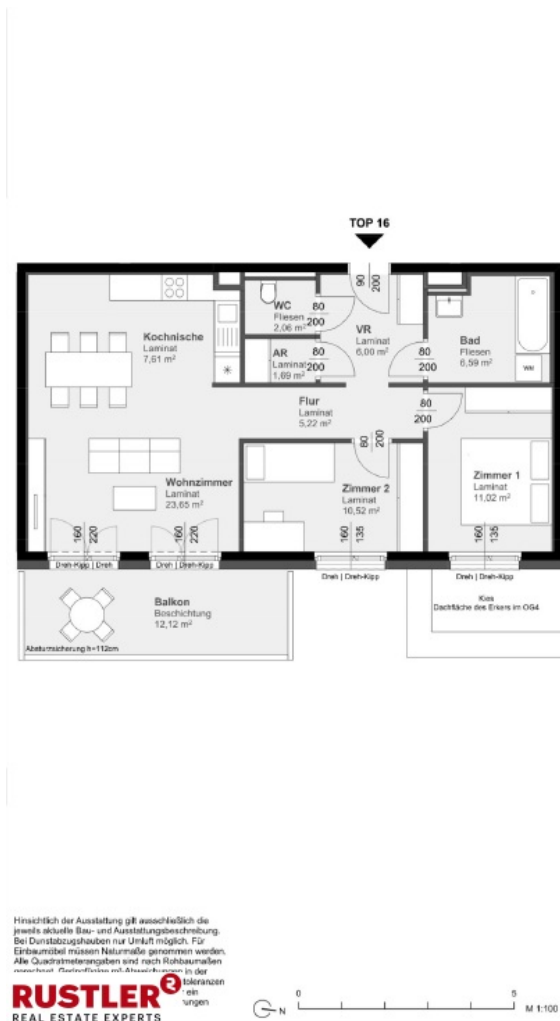 TOP 16
90
200
WC
Fliesen
2,06 m²
80
200
VR
Laminat
6,00 m²
Kochnische
Laminat
7,61 m²
AR
Laminat
1,69 m²
80
200
80
200
Bad
Fliesen
6,59 m²
WM
Flur
Laminat
5,22 m²
80
200
80
200
Wohnzimmer
Laminat
23,65 m²
Zimmer 2
Laminat
10,52 m²
Zimmer 1
Laminat
11,02 m²
160
220
160
220
160
135
160
135
Dreh-Kipp | Dreh
Dreh | Dreh-Kipp
Dreh | Dreh-Kipp
Dreh | Dreh-Kipp
Balkon
Beschichtung
12,12 m²
Absturzsicherung h=112cm
Kies
Dachfläche des Erkers im OG4
Hinsichtlich der Ausstattung gilt ausschließlich die
jeweils aktuelle Bau- und Ausstattungsbeschreibung.
Bei Dunstabzugshauben nur Umluft möglich. Für
Einbaumöbel müssen Naturmaße genommen werden.
Alle Quadratmeterangaben sind nach Rohbaumaßen
in der
toleranzen
ein
RUSTLER
REAL ESTATE EXPERTS
N
0
5
M 1:100